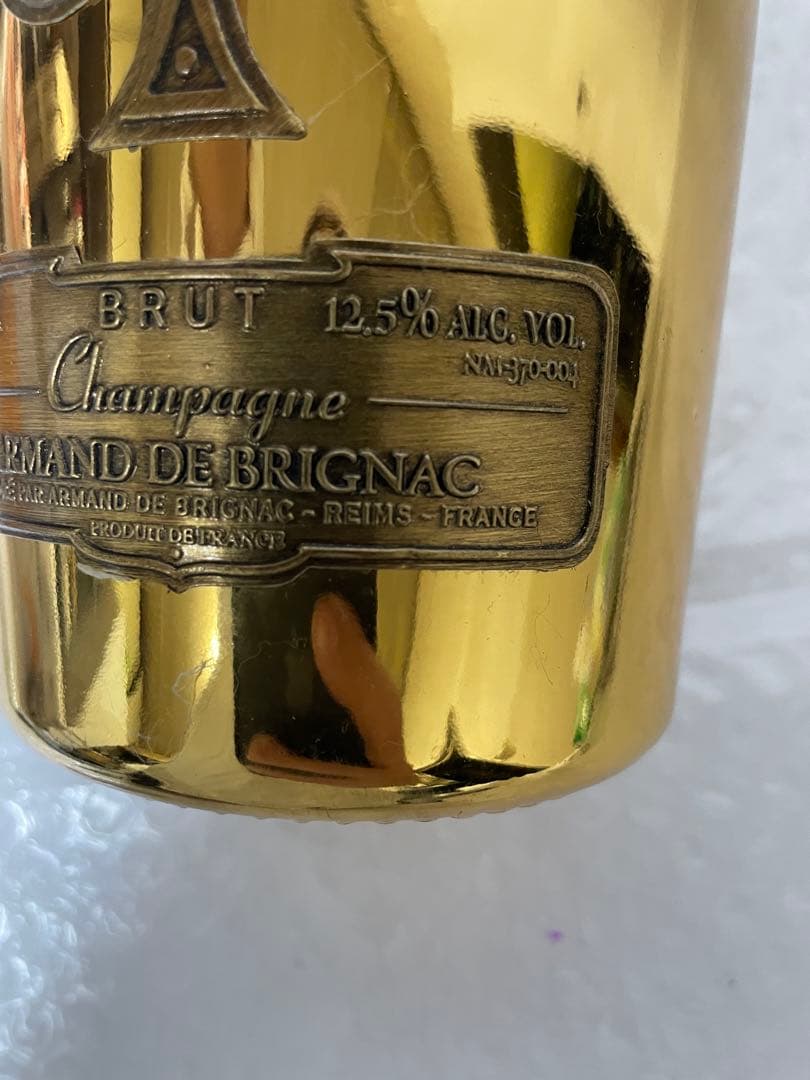 BRUT 12.5% ALC. VOL.
NM-370-004
Champagne
ARMAND DE BRIGNAC
PAR ARMAND DE BRIGNAC - REIMS - FRANCE
PRODUIT DE FRANCE